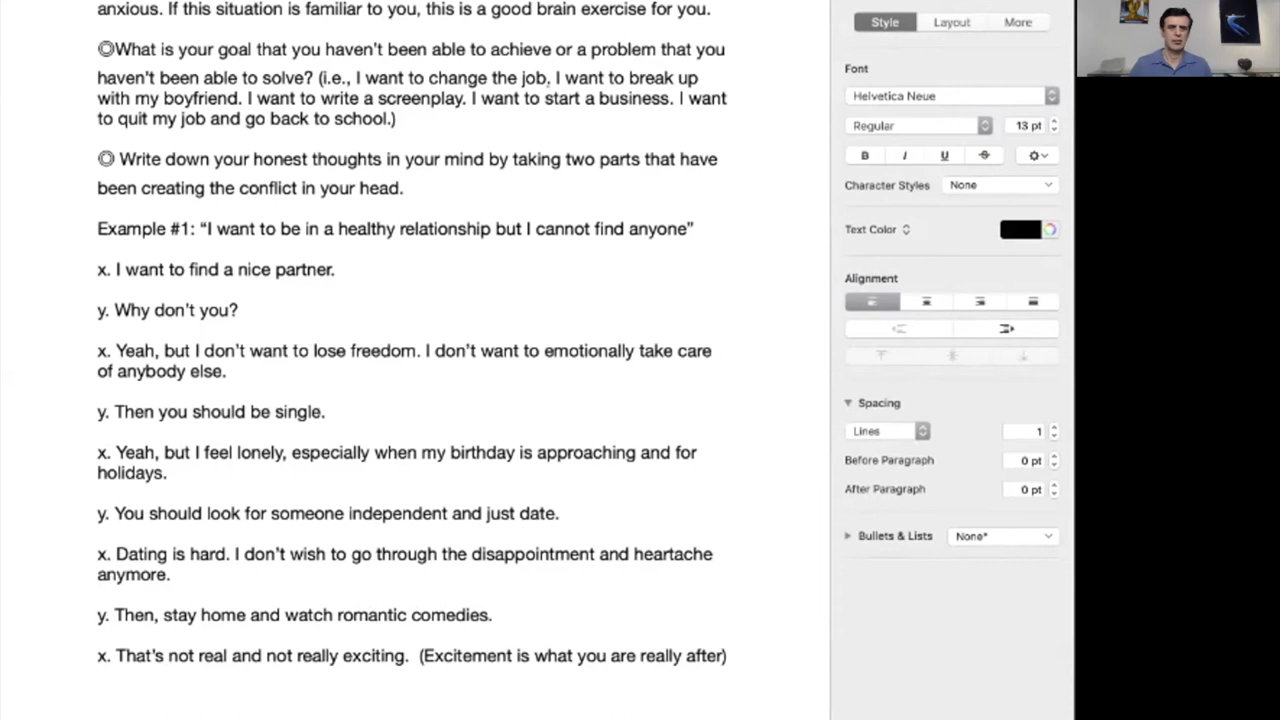 anxious. If this situation is familiar to you, this is a good brain exercise for you.
◎What is your goal that you haven't been able to achieve or a problem that you
haven't been able to solve? (i.e., I want to change the job, I want to break up
with my boyfriend. I want to write a screenplay. I want to start a business. I want
to quit my job and go back to school.)
◎ Write down your honest thoughts in your mind by taking two parts that have
been creating the conflict in your head.
Example #1: “I want to be in a healthy relationship but I cannot find anyone”
x. I want to find a nice partner.
y. Why don't you?
x. Yeah, but I don't want to lose freedom. I don't want to emotionally take care
of anybody else.
y. Then you should be single.
x. Yeah, but I feel lonely, especially when my birthday is approaching and for
holidays.
y. You should look for someone independent and just date.
x. Dating is hard. I don't wish to go through the disappointment and heartache
anymore.
y. Then, stay home and watch romantic comedies.
x. That's not real and not really exciting.  (Excitement is what you are really after)
Style Layout More
Font
Helvetica Neue
Regular 13 pt
B I U S
Character Styles None
Text Color
Alignment
Spacing
Lines 1
Before Paragraph 0 pt
After Paragraph 0 pt
Bullets & Lists None*